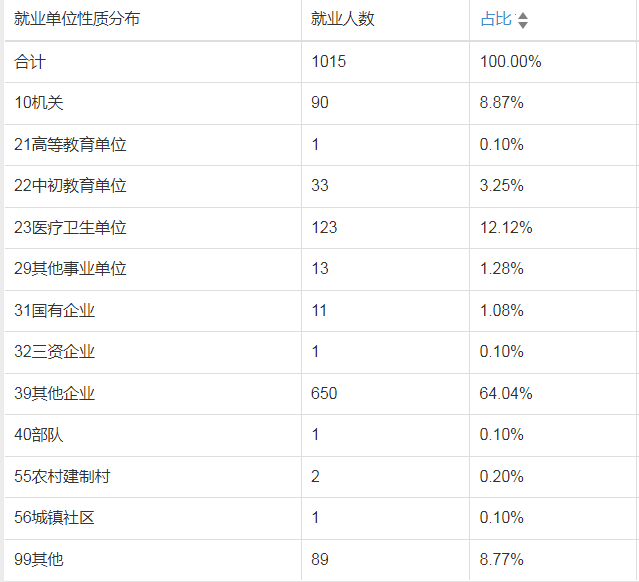 就业单位性质分布 就业人数 占比
合计 1015 100.00%
10机关 90 8.87%
21高等教育单位 1 0.10%
22中初教育单位 33 3.25%
23医疗卫生单位 123 12.12%
29其他事业单位 13 1.28%
31国有企业 11 1.08%
32三资企业 1 0.10%
39其他企业 650 64.04%
40部队 1 0.10%
55农村建制村 2 0.20%
56城镇社区 1 0.10%
99其他 89 8.77%